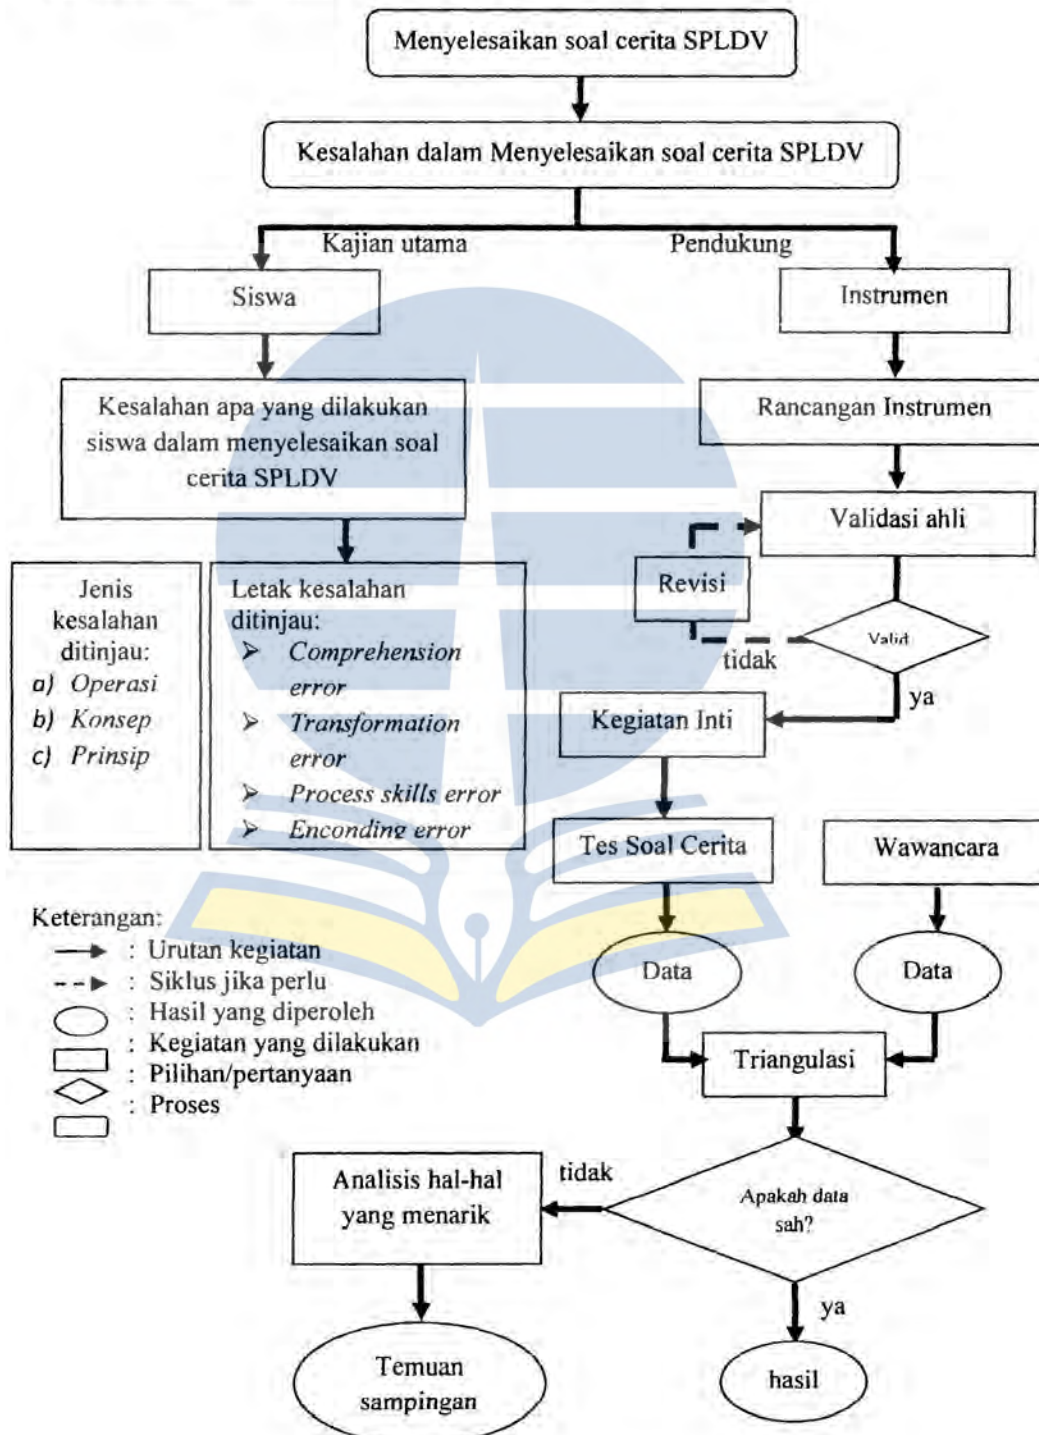 Menyelesaikan soal cerita SPLDV
Kesalahan dalam Menyelesaikan soal cerita SPLDV
Kajian utama
Pendukung
Siswa
Instrumen
Kesalahan apa yang dilakukan
siswa dalam menyelesaikan soal
cerita SPLDV
Rancangan Instrumen
Validasi ahli
Revisi
Valid
tidak
ya
Jenis
kesalahan
ditinjau:
a) Operasi
b) Konsep
c) Prinsip
Letak kesalahan
ditinjau:
➢ Comprehension
error
➢ Transformation
error
➢ Process skills error
➢ Enconding error
Kegiatan Inti
Tes Soal Cerita
Wawancara
Data
Data
Triangulasi
Keterangan:
: Urutan kegiatan
: Siklus jika perlu
: Hasil yang diperoleh
: Kegiatan yang dilakukan
: Pilihan/pertanyaan
: Proses
Apakah data
sah?
tidak
ya
Analisis hal-hal
yang menarik
Temuan
sampingan
hasil